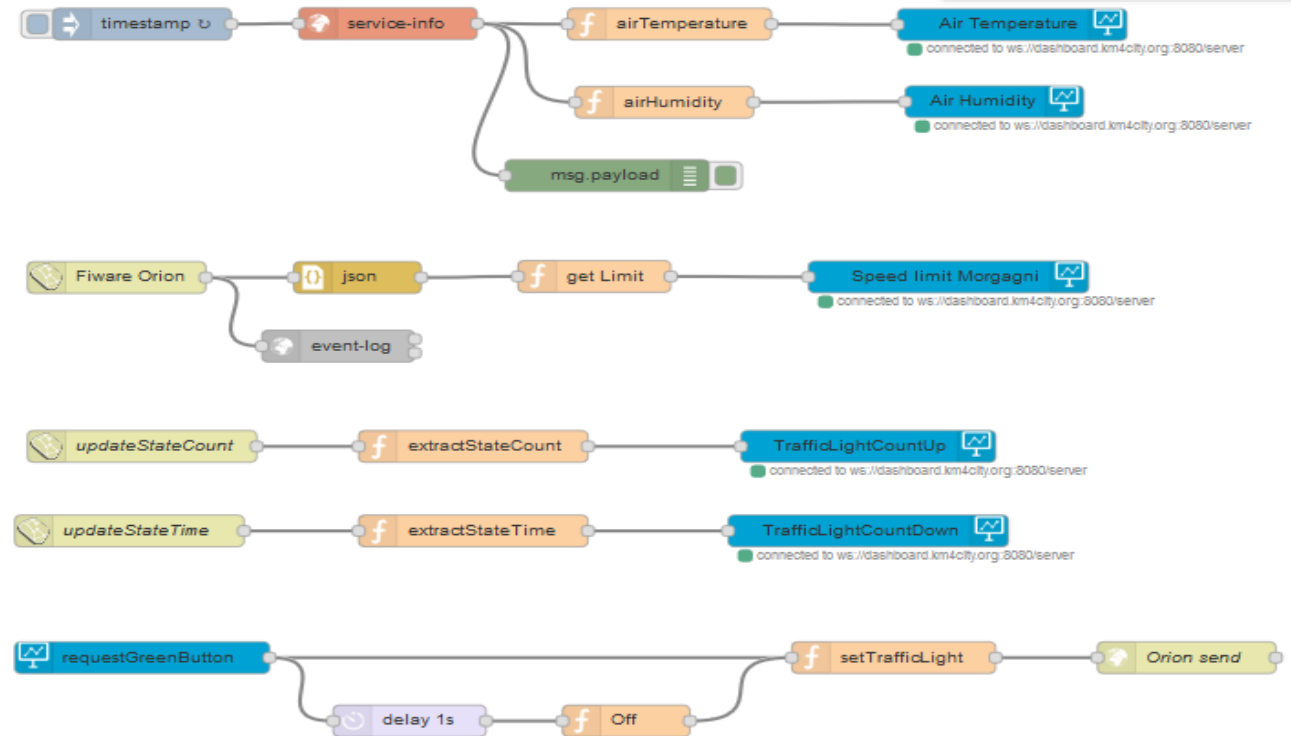 timestamp ↻
service-info
airTemperature
Air Temperature
connected to ws://dashboard.km4city.org:8080/server
airHumidity
Air Humidity
connected to ws://dashboard.km4city.org:8080/server
msg.payload
Fiware Orion
json
get Limit
Speed limit Morgagni
connected to ws://dashboard.km4city.org:8080/server
event-log
updateStateCount
extractStateCount
TrafficLightCountUp
connected to ws://dashboard.km4city.org:8080/server
updateStateTime
extractStateTime
TrafficLightCountDown
connected to ws://dashboard.km4city.org:8080/server
requestGreenButton
setTrafficLight
Orion send
delay 1s
Off